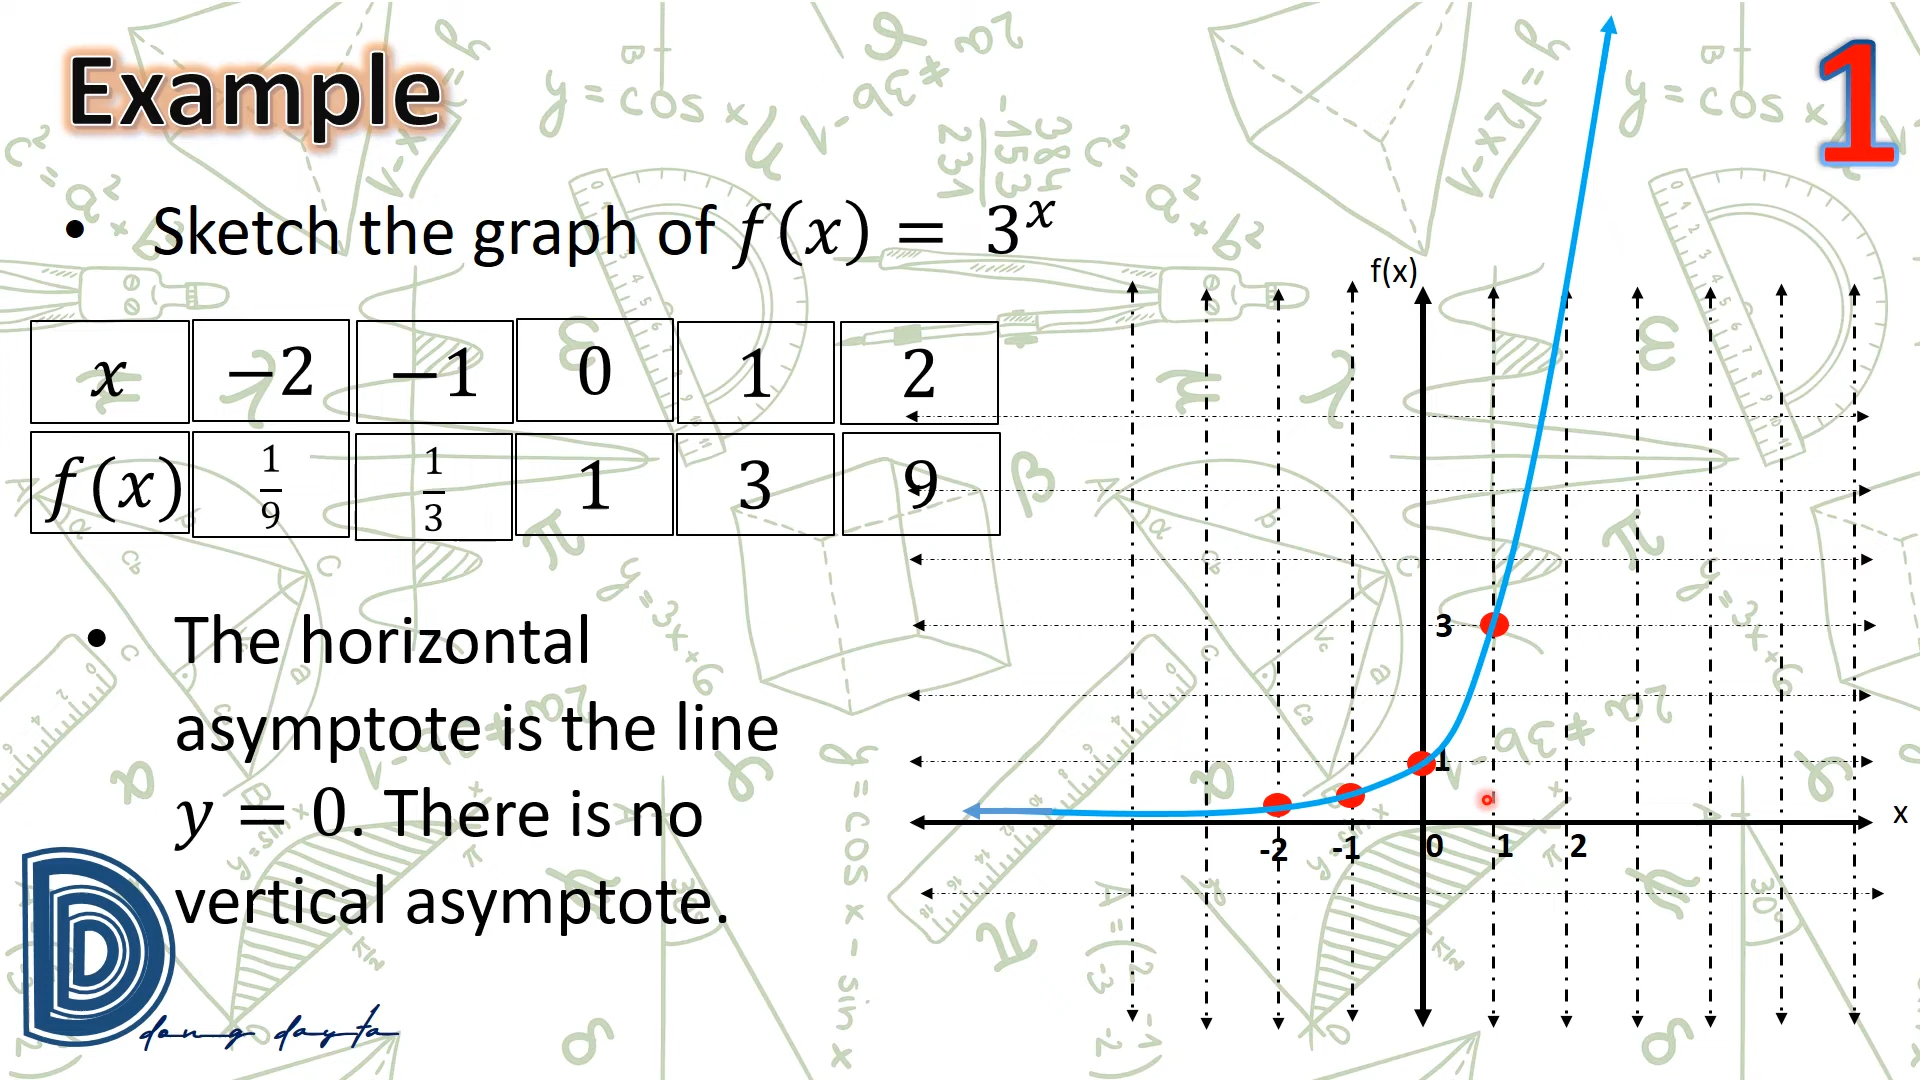 Example
1
• Sketch the graph of f(x) = 3^x
x −2 −1 0 1 2
f(x) 1/9 1/3 1 3 9
• The horizontal
asymptote is the line
y = 0. There is no
vertical asymptote.
f(x)
3
1
x
-2 -1 0 1 2
dong dayta